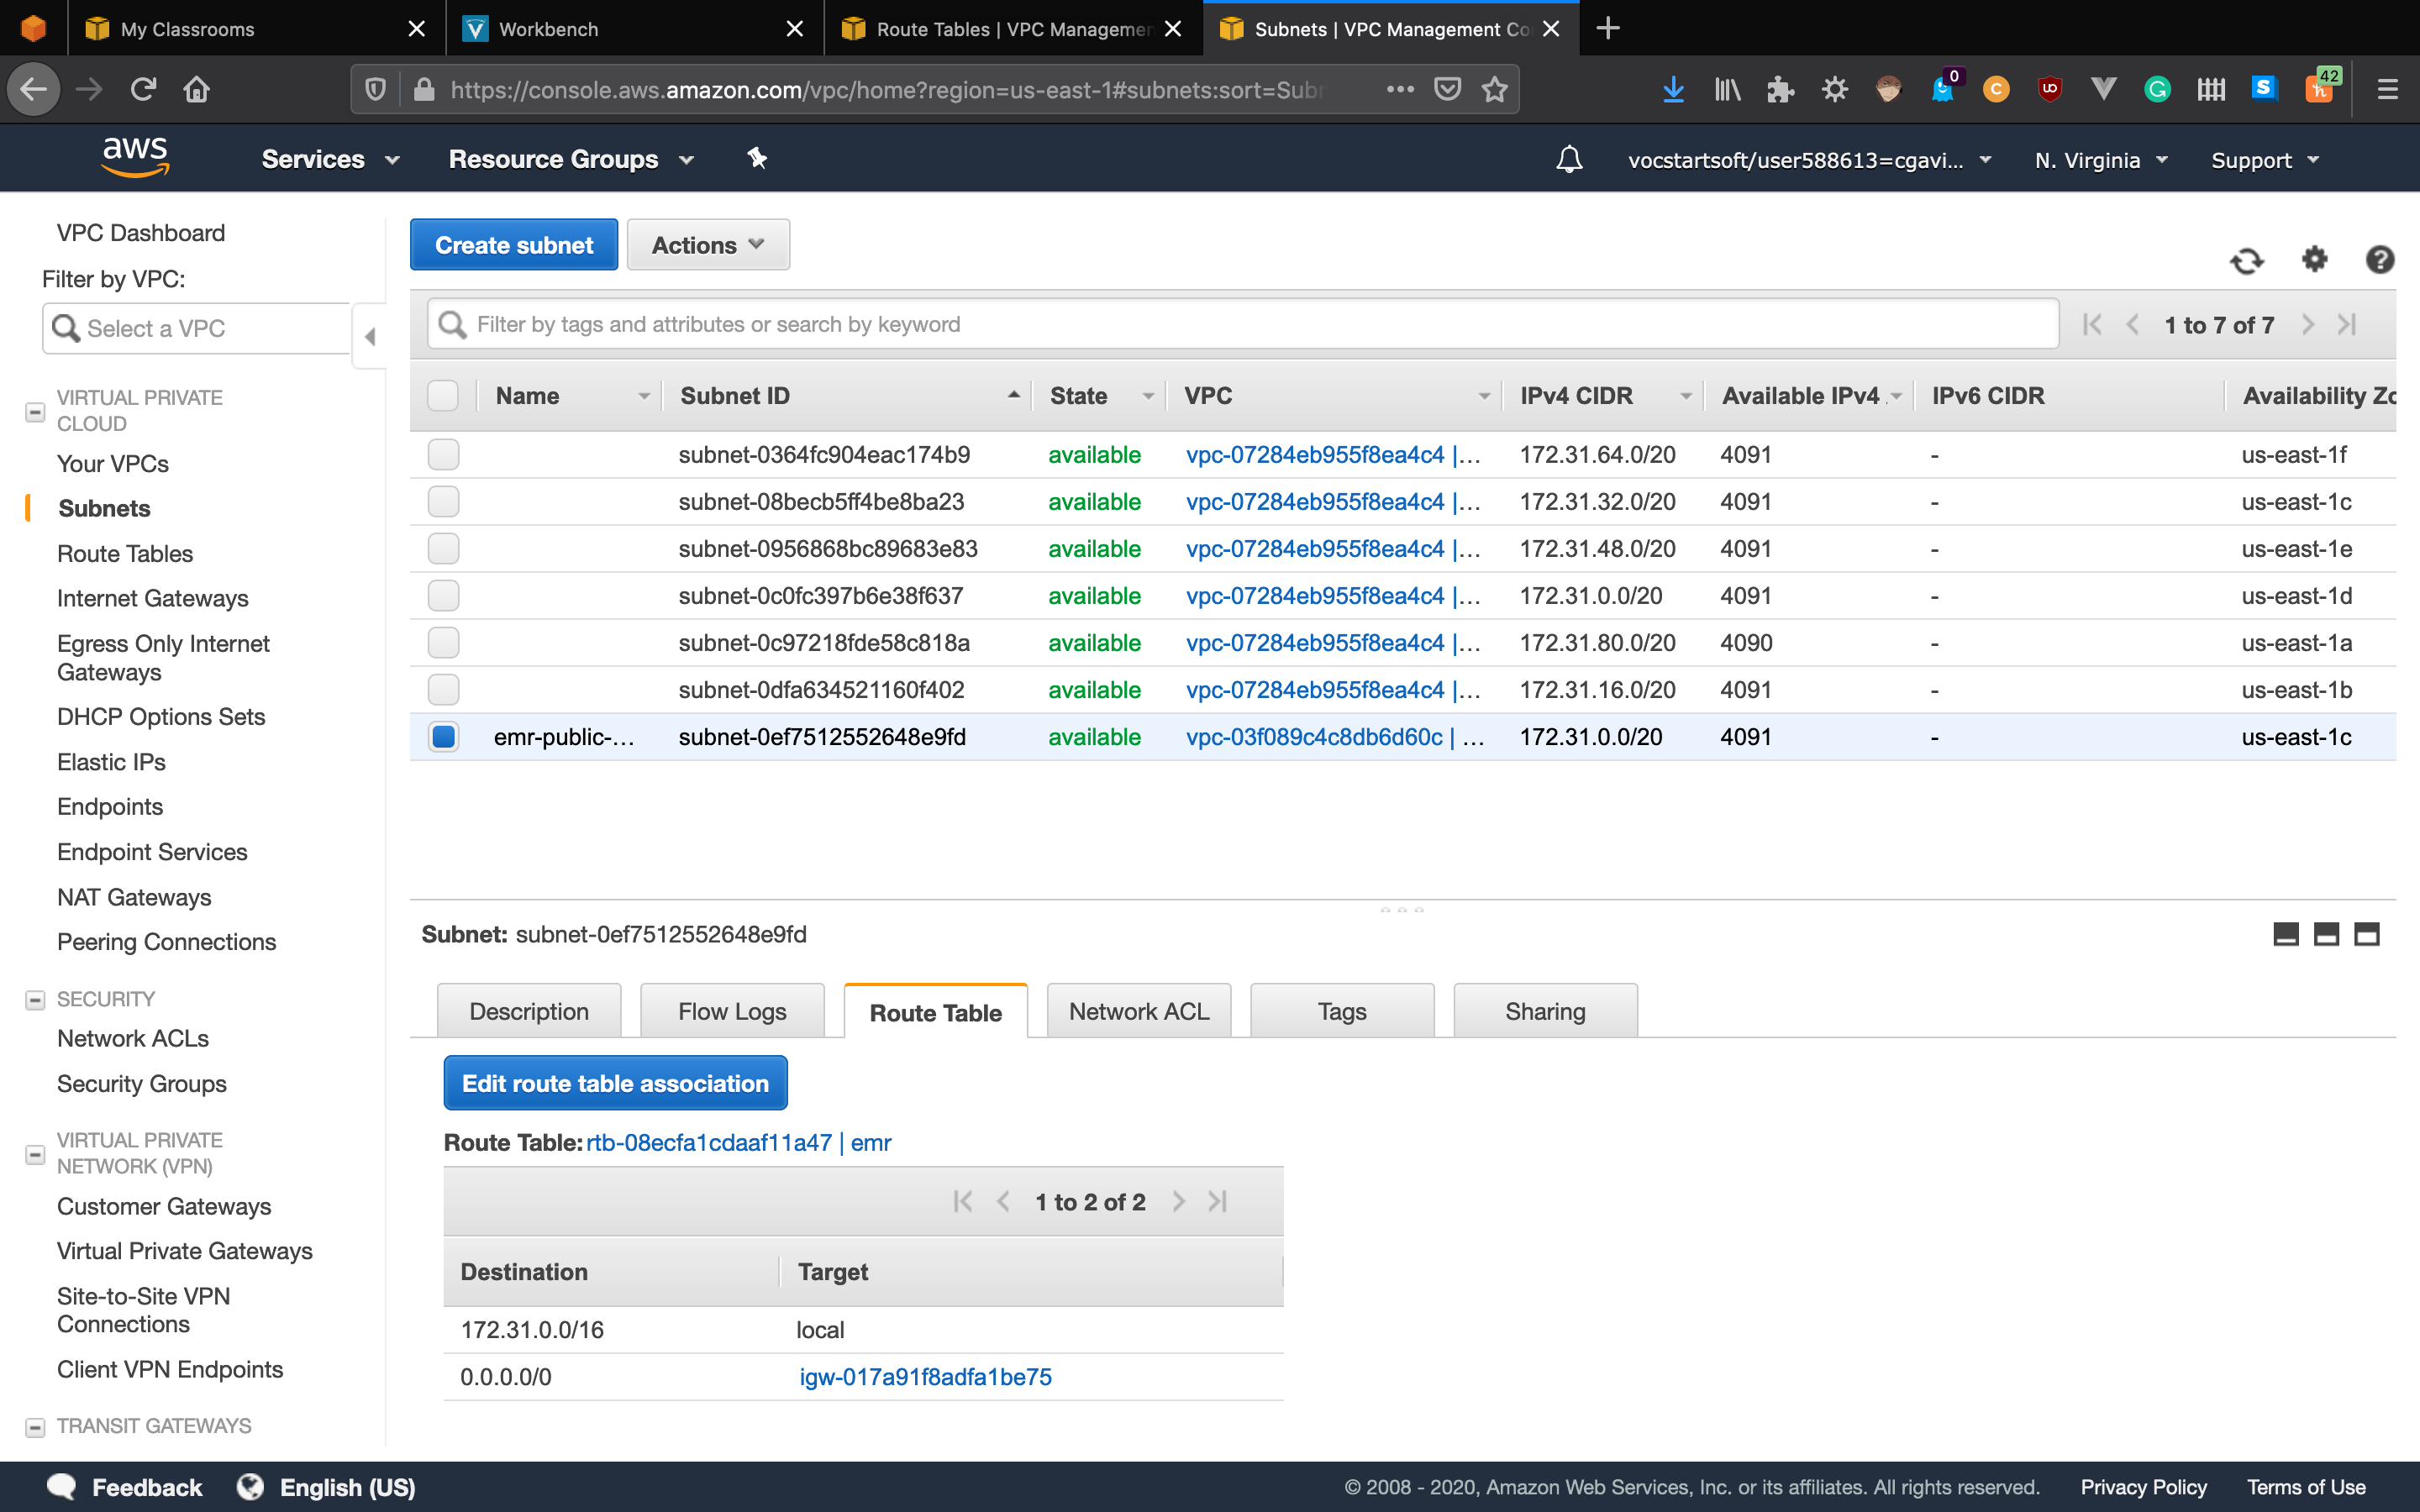 My Classrooms
Workbench
Route Tables | VPC Managemen
Subnets | VPC Management Co
https://console.aws.amazon.com/vpc/home?region=us-east-1#subnets:sort=Subn
0
42
aws
Services
Resource Groups
vocstartsoft/user588613=cgavi...
N. Virginia
Support
VPC Dashboard
Filter by VPC:
Select a VPC
VIRTUAL PRIVATE
CLOUD
Your VPCs
Subnets
Route Tables
Internet Gateways
Egress Only Internet
Gateways
DHCP Options Sets
Elastic IPs
Endpoints
Endpoint Services
NAT Gateways
Peering Connections
SECURITY
Network ACLs
Security Groups
VIRTUAL PRIVATE
NETWORK (VPN)
Customer Gateways
Virtual Private Gateways
Site-to-Site VPN
Connections
Client VPN Endpoints
TRANSIT GATEWAYS
Create subnet
Actions
Filter by tags and attributes or search by keyword
1 to 7 of 7
Name Subnet ID State VPC IPv4 CIDR Available IPv4 IPv6 CIDR Availability Zo
subnet-0364fc904eac174b9 available vpc-07284eb955f8ea4c4 |... 172.31.64.0/20 4091 - us-east-1f
subnet-08becb5ff4be8ba23 available vpc-07284eb955f8ea4c4 |... 172.31.32.0/20 4091 - us-east-1c
subnet-0956868bc89683e83 available vpc-07284eb955f8ea4c4 |... 172.31.48.0/20 4091 - us-east-1e
subnet-0c0fc397b6e38f637 available vpc-07284eb955f8ea4c4 |... 172.31.0.0/20 4091 - us-east-1d
subnet-0c97218fde58c818a available vpc-07284eb955f8ea4c4 |... 172.31.80.0/20 4090 - us-east-1a
subnet-0dfa634521160f402 available vpc-07284eb955f8ea4c4 |... 172.31.16.0/20 4091 - us-east-1b
emr-public-... subnet-0ef7512552648e9fd available vpc-03f089c4c8db6d60c | ... 172.31.0.0/20 4091 - us-east-1c
Subnet: subnet-0ef7512552648e9fd
Description
Flow Logs
Route Table
Network ACL
Tags
Sharing
Edit route table association
Route Table: rtb-08ecfa1cdaaf11a47 | emr
1 to 2 of 2
Destination Target
172.31.0.0/16 local
0.0.0.0/0 igw-017a91f8adfa1be75
Feedback
English (US)
© 2008 - 2020, Amazon Web Services, Inc. or its affiliates. All rights reserved.
Privacy Policy
Terms of Use